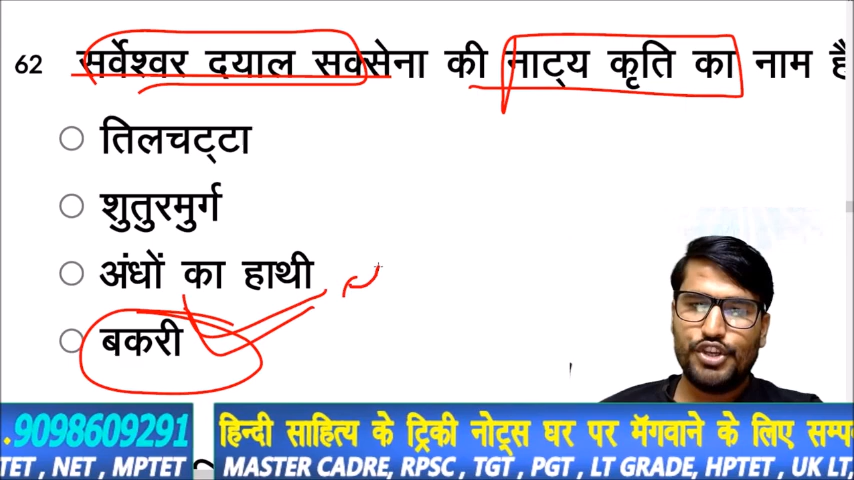 62 सर्वेश्वर दयाल सक्सेना की नाट्य कृति का नाम है
तिलचट्टा
शुतुरमुर्ग
अंधों का हाथी
बकरी
.9098609291 हिन्दी साहित्य के ट्रिकी नोट्स घर पर मॅगवाने के लिए सम्प
TET , NET , MPTET MASTER CADRE, RPSC , TGT , PGT , LT GRADE, HPTET , UK LT,